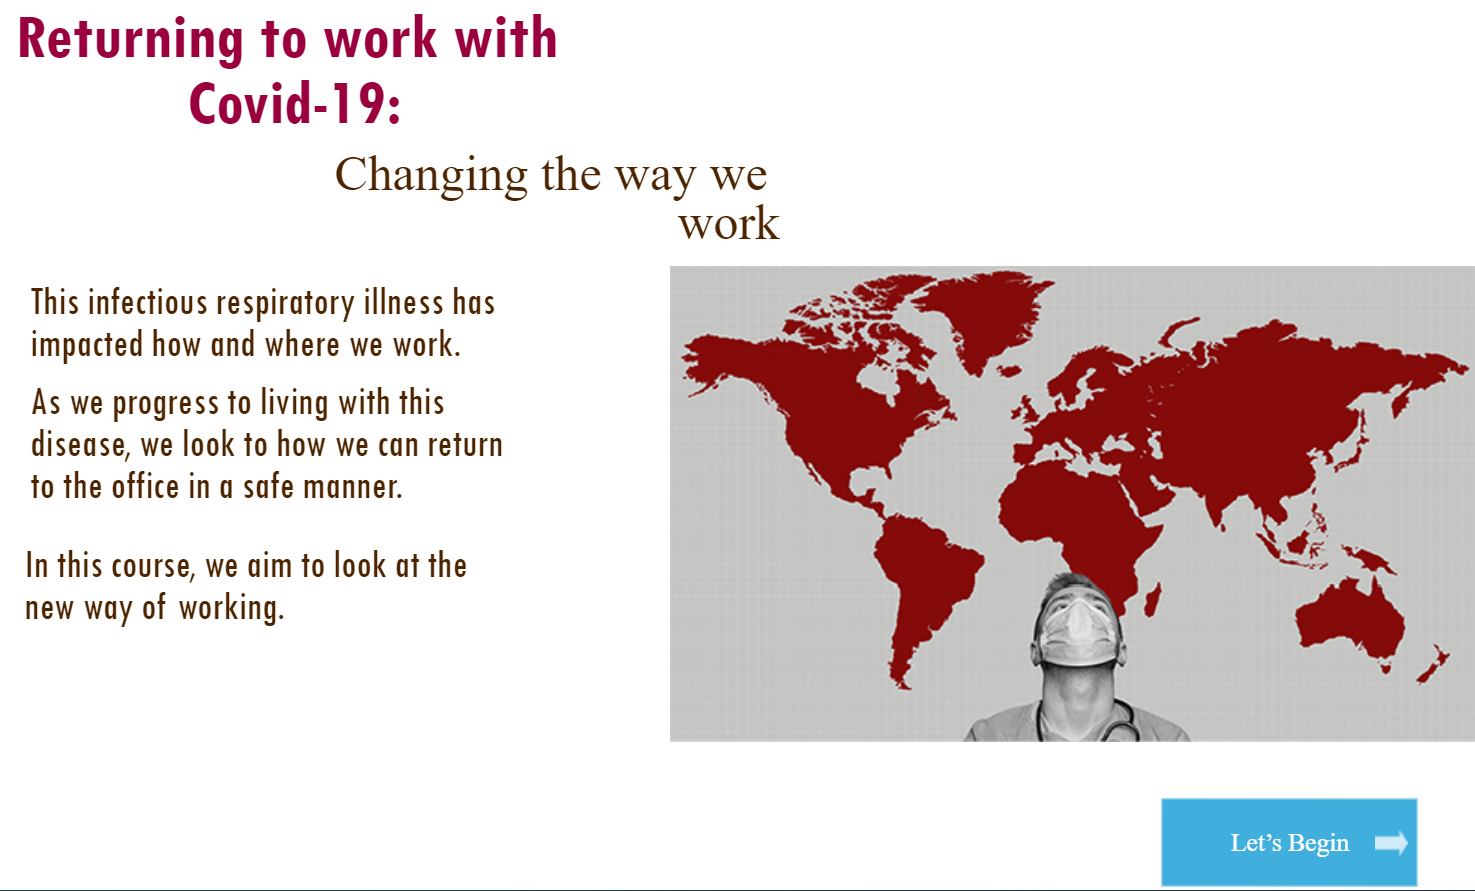 Returning to work with
Covid-19:
Changing the way we
work
This infectious respiratory illness has
impacted how and where we work.
As we progress to living with this
disease, we look to how we can return
to the office in a safe manner.
In this course, we aim to look at the
new way of working.
Let’s Begin